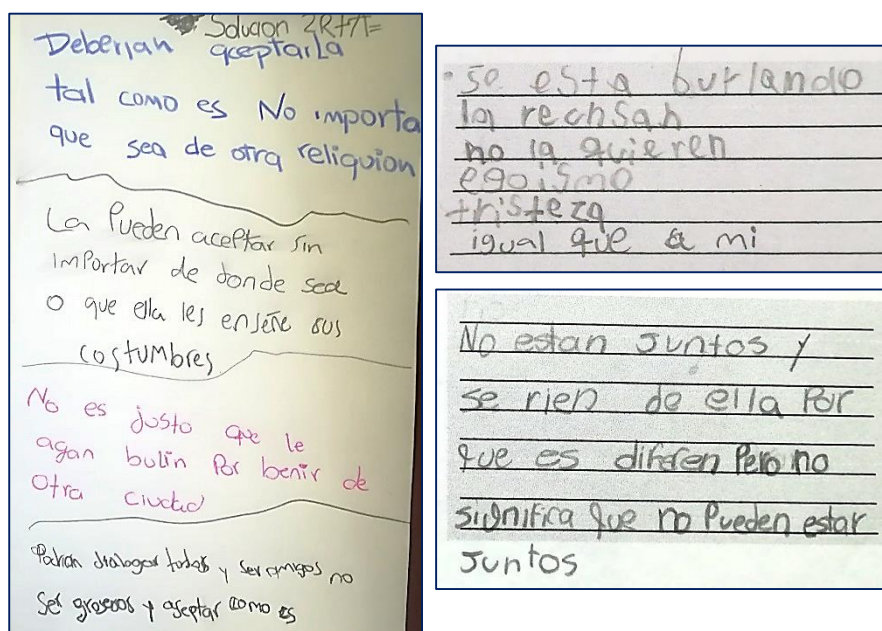 Solucion 2R+7A=
Deberian aceptarla
tal como es No importa
que sea de otra reliquion
La Pueden aceptar sin
importar de donde sea
o que ella les enseñe sus
costumbres
No es justo que le
agan bulin Por benir de
Otra ciudad
Podrian dialogar todos y ser amigos no
Ser groseros y aseptar como es
• se esta burlando
la rechsan
no la quieren
egoismo
tristeza
igual que a mi
No estan Juntos y
se rien de ella Por
que es diferen Pero no
significa que no Pueden estar
Juntos